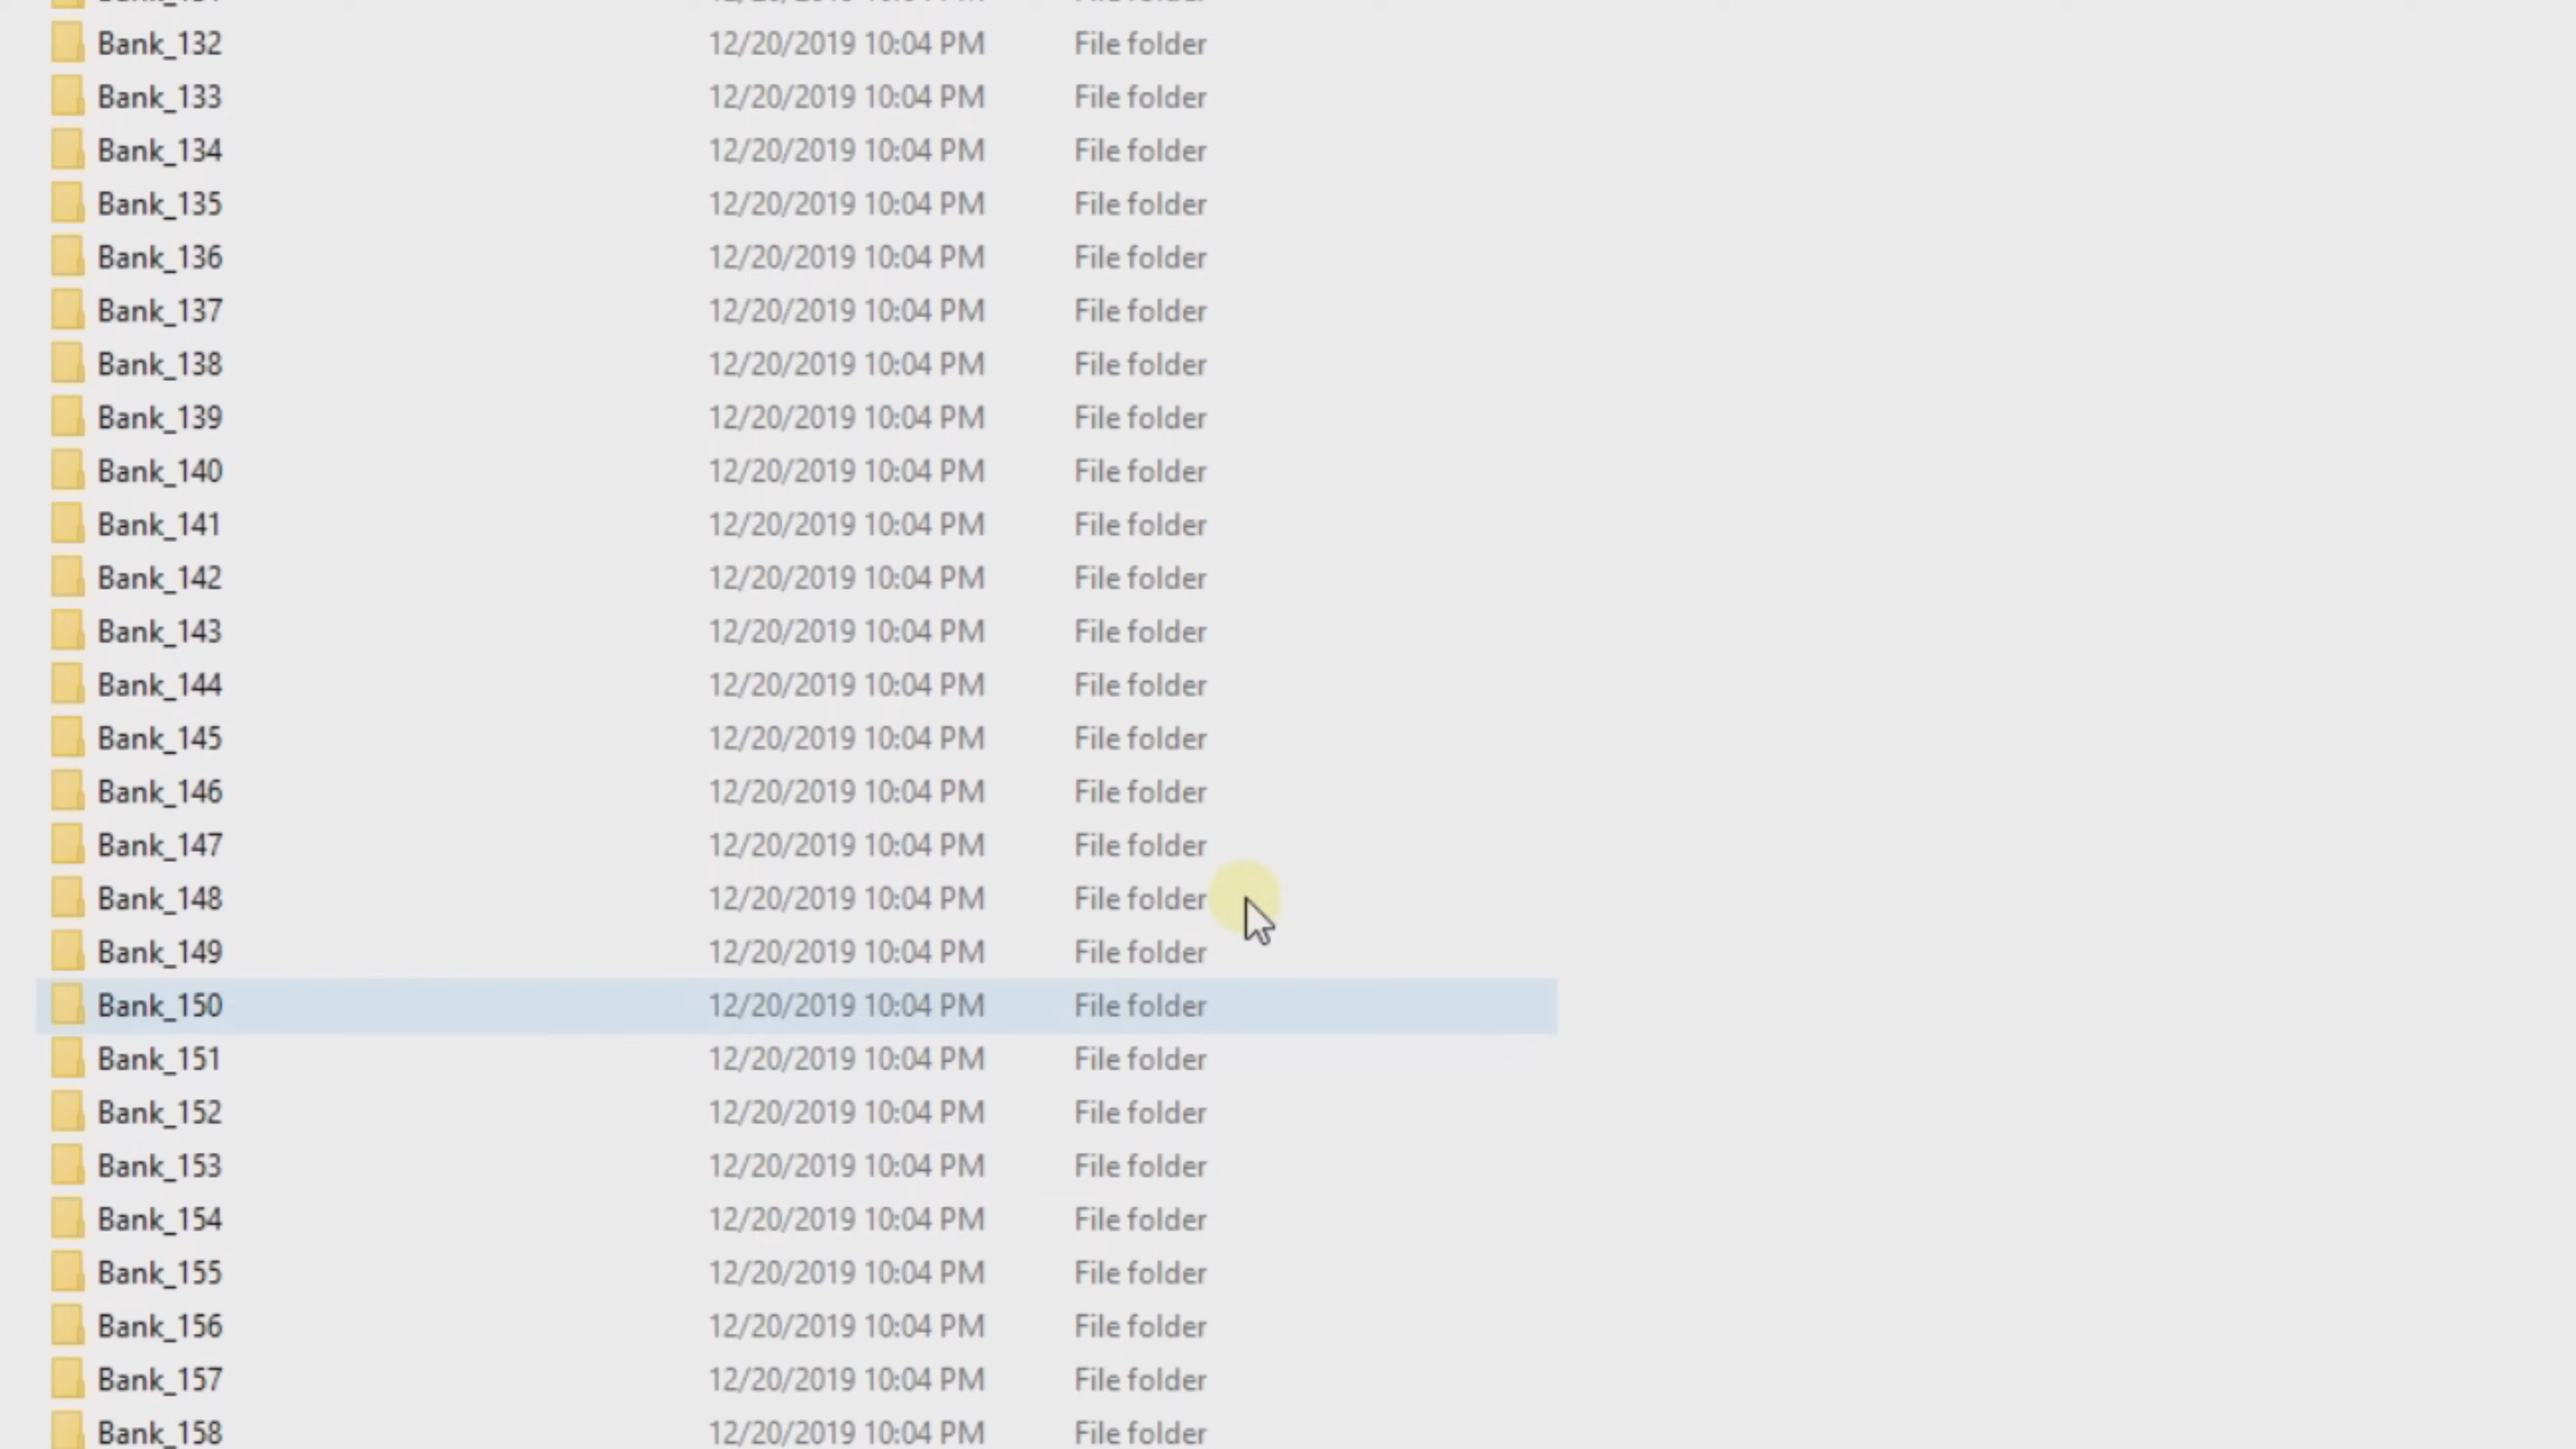 Bank_132 12/20/2019 10:04 PM File folder
Bank_133 12/20/2019 10:04 PM File folder
Bank_134 12/20/2019 10:04 PM File folder
Bank_135 12/20/2019 10:04 PM File folder
Bank_136 12/20/2019 10:04 PM File folder
Bank_137 12/20/2019 10:04 PM File folder
Bank_138 12/20/2019 10:04 PM File folder
Bank_139 12/20/2019 10:04 PM File folder
Bank_140 12/20/2019 10:04 PM File folder
Bank_141 12/20/2019 10:04 PM File folder
Bank_142 12/20/2019 10:04 PM File folder
Bank_143 12/20/2019 10:04 PM File folder
Bank_144 12/20/2019 10:04 PM File folder
Bank_145 12/20/2019 10:04 PM File folder
Bank_146 12/20/2019 10:04 PM File folder
Bank_147 12/20/2019 10:04 PM File folder
Bank_148 12/20/2019 10:04 PM File folder
Bank_149 12/20/2019 10:04 PM File folder
Bank_150 12/20/2019 10:04 PM File folder
Bank_151 12/20/2019 10:04 PM File folder
Bank_152 12/20/2019 10:04 PM File folder
Bank_153 12/20/2019 10:04 PM File folder
Bank_154 12/20/2019 10:04 PM File folder
Bank_155 12/20/2019 10:04 PM File folder
Bank_156 12/20/2019 10:04 PM File folder
Bank_157 12/20/2019 10:04 PM File folder
Bank_158 12/20/2019 10:04 PM File folder